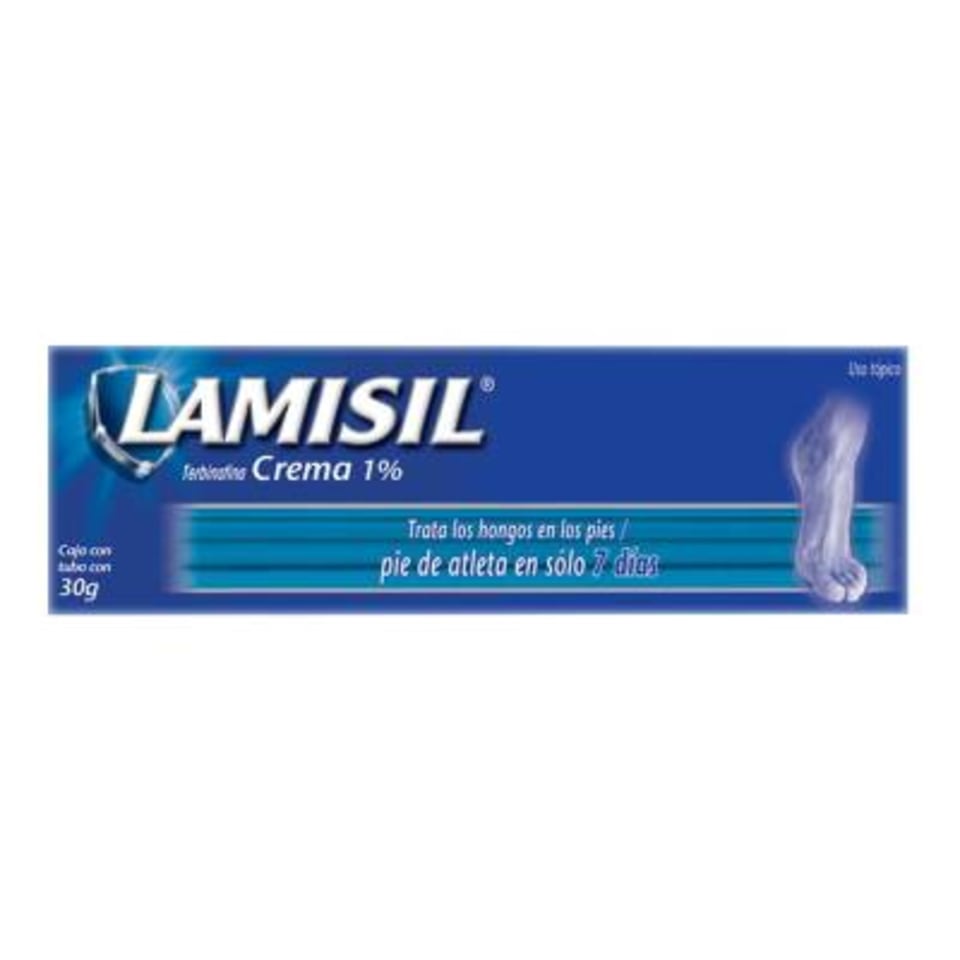 LAMISIL®
Terbinafina Crema 1%
Uso tópico
Trata los hongos en los pies /
pie de atleta en sólo 7 días
Caja con
tubo con
30g